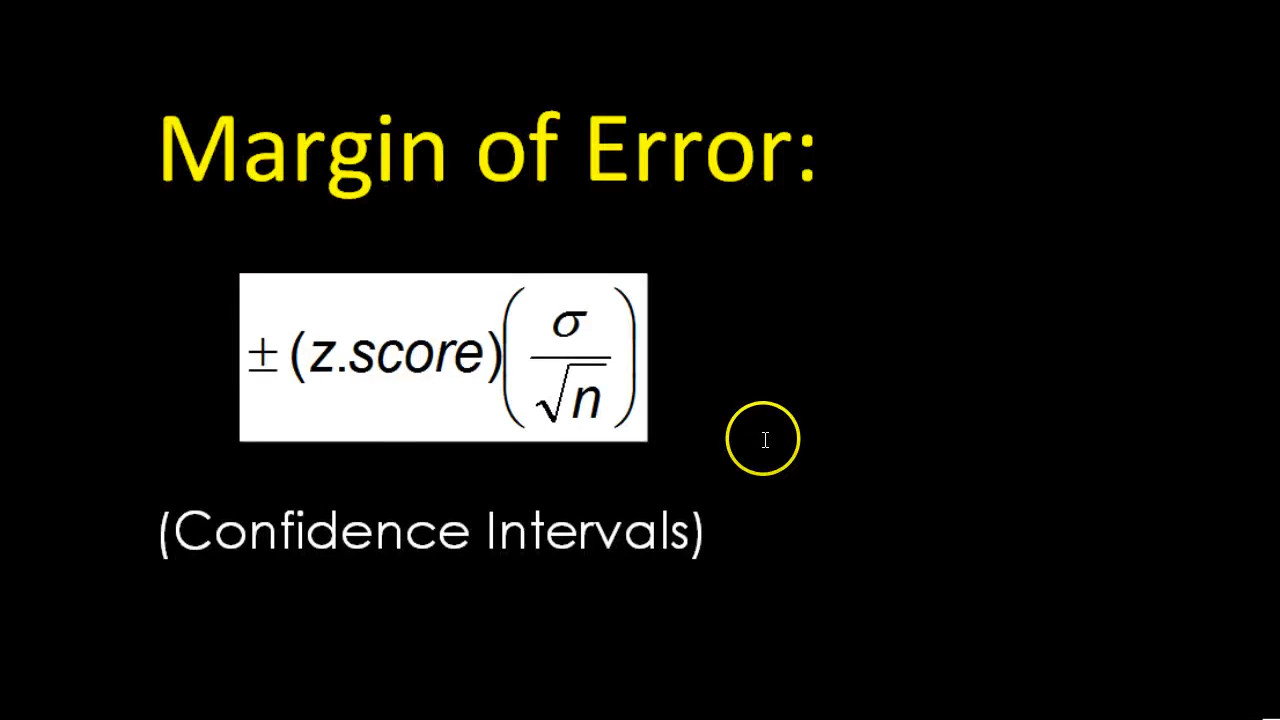 Margin of Error:
± (z.score)(σ/√n)
(Confidence Intervals)